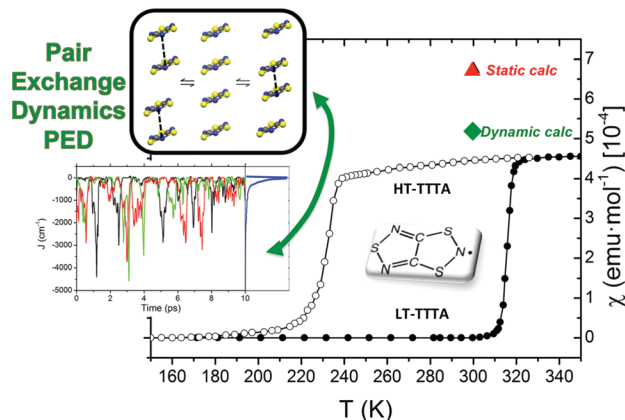 Pair
Exchange
Dynamics
PED
⇌ ⇌
Static calc
Dynamic calc
HT-TTTA
LT-TTTA
S
N
N
S
C
C
S
N•
S
J (cm⁻¹)
0
-1000
-2000
-3000
-4000
-5000
0 2 4 6 8 10
Time (ps)
7
6
5
4
3
2
1
0
χ (emu·mol⁻¹) [10⁻⁴]
160 180 200 220 240 260 280 300 320 340
T (K)